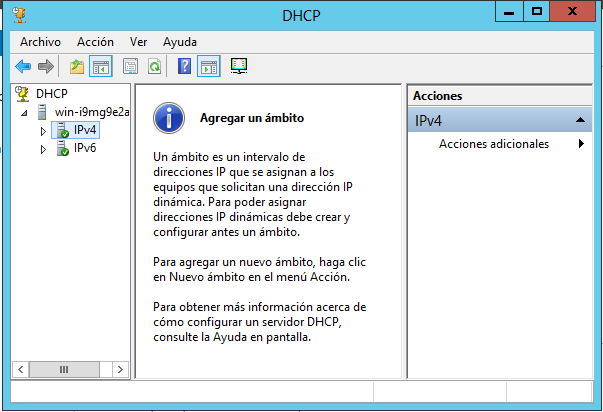 DHCP
Archivo Acción Ver Ayuda
DHCP
win-i9mg9e2a
IPv4
IPv6
Agregar un ámbito
Un ámbito es un intervalo de
direcciones IP que se asignan a los
equipos que solicitan una dirección IP
dinámica. Para poder asignar
direcciones IP dinámicas debe crear y
configurar antes un ámbito.
Para agregar un nuevo ámbito, haga clic
en Nuevo ámbito en el menú Acción.
Para obtener más información acerca de
cómo configurar un servidor DHCP,
consulte la Ayuda en pantalla.
Acciones
IPv4
Acciones adicionales